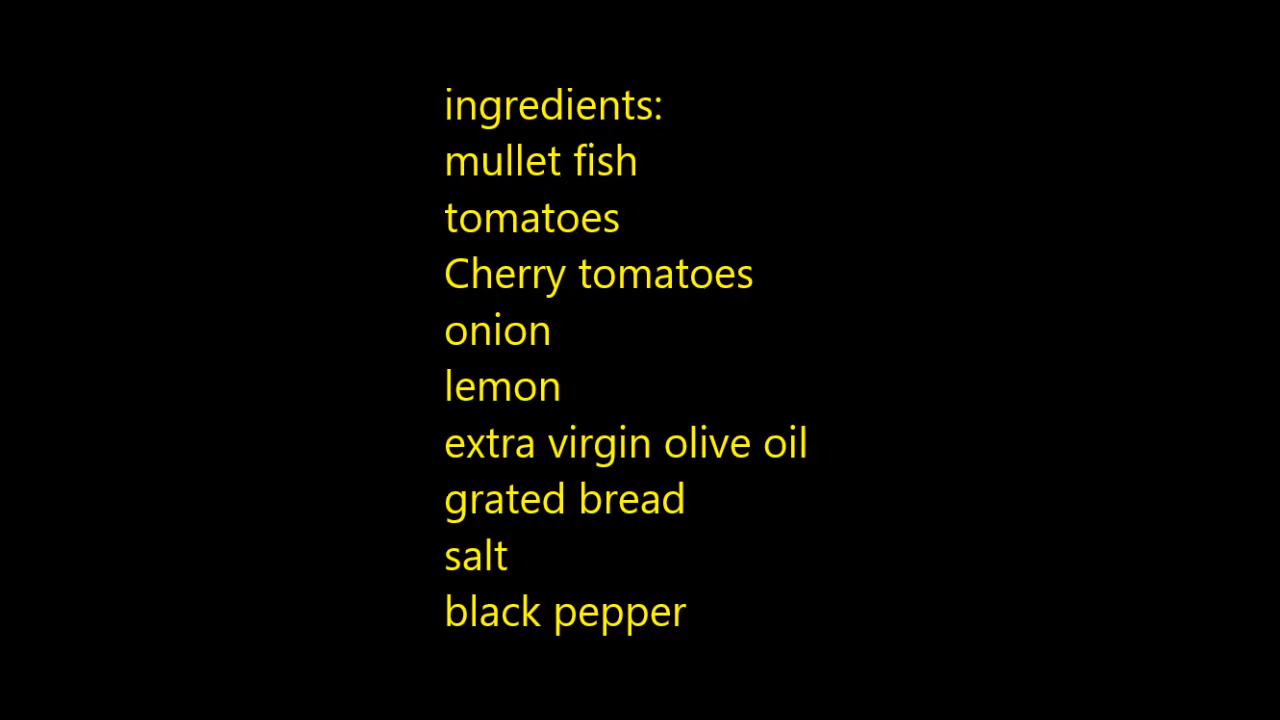 ingredients:
mullet fish
tomatoes
Cherry tomatoes
onion
lemon
extra virgin olive oil
grated bread
salt
black pepper